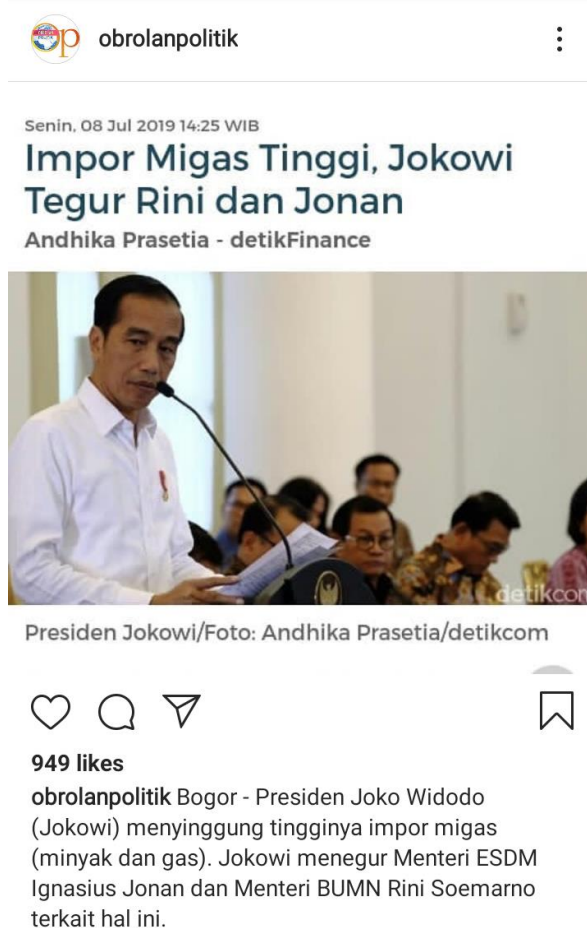 obrolanpolitik
Senin, 08 Jul 2019 14:25 WIB
Impor Migas Tinggi, Jokowi
Tegur Rini dan Jonan
Andhika Prasetia - detikFinance
detikcom
Presiden Jokowi/Foto: Andhika Prasetia/detikcom
949 likes
obrolanpolitik Bogor - Presiden Joko Widodo
(Jokowi) menyinggung tingginya impor migas
(minyak dan gas). Jokowi menegur Menteri ESDM
Ignasius Jonan dan Menteri BUMN Rini Soemarno
terkait hal ini.